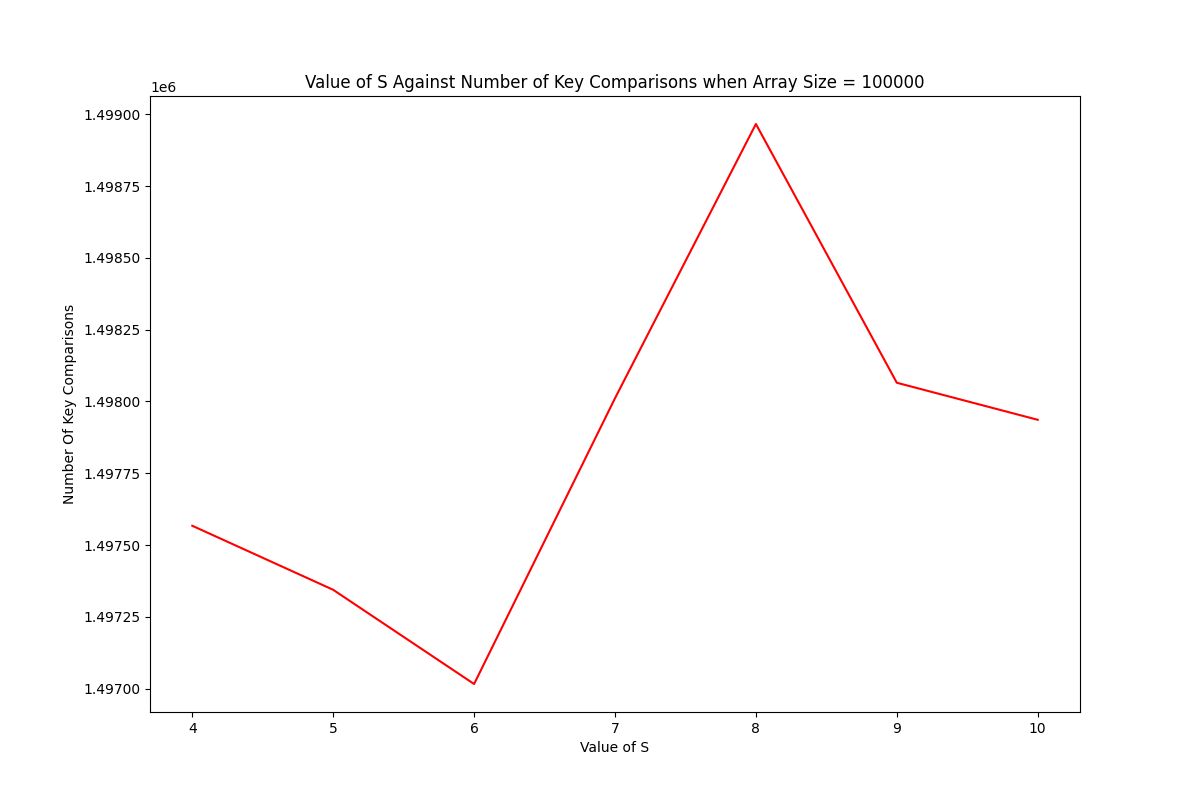 Value of S Against Number of Key Comparisons when Array Size = 100000
1e6
1.49900
1.49875
1.49850
1.49825
1.49800
1.49775
1.49750
1.49725
1.49700
Number Of Key Comparisons
4 5 6 7 8 9 10
Value of S